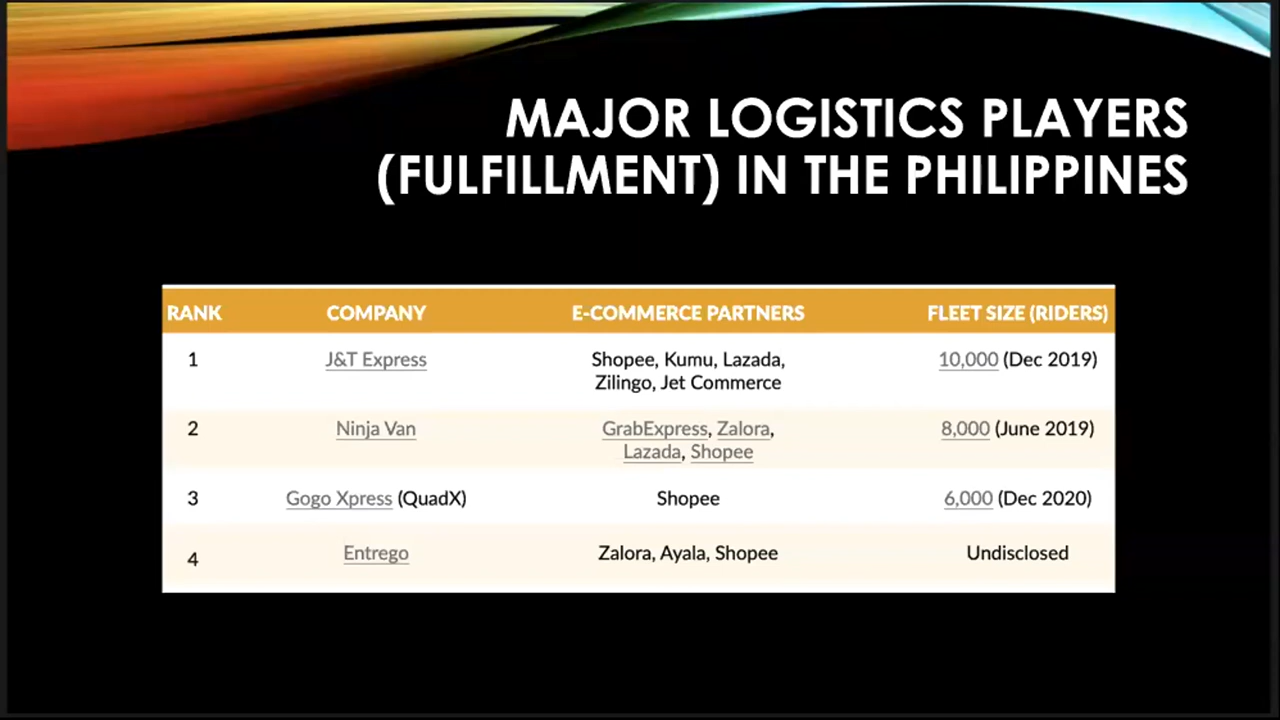 MAJOR LOGISTICS PLAYERS
(FULFILLMENT) IN THE PHILIPPINES
RANK COMPANY E-COMMERCE PARTNERS FLEET SIZE (RIDERS)
1 J&T Express Shopee, Kumu, Lazada, 10,000 (Dec 2019)
Zilingo, Jet Commerce
2 Ninja Van GrabExpress, Zalora, 8,000 (June 2019)
Lazada, Shopee
3 Gogo Xpress (QuadX) Shopee 6,000 (Dec 2020)
4 Entrego Zalora, Ayala, Shopee Undisclosed